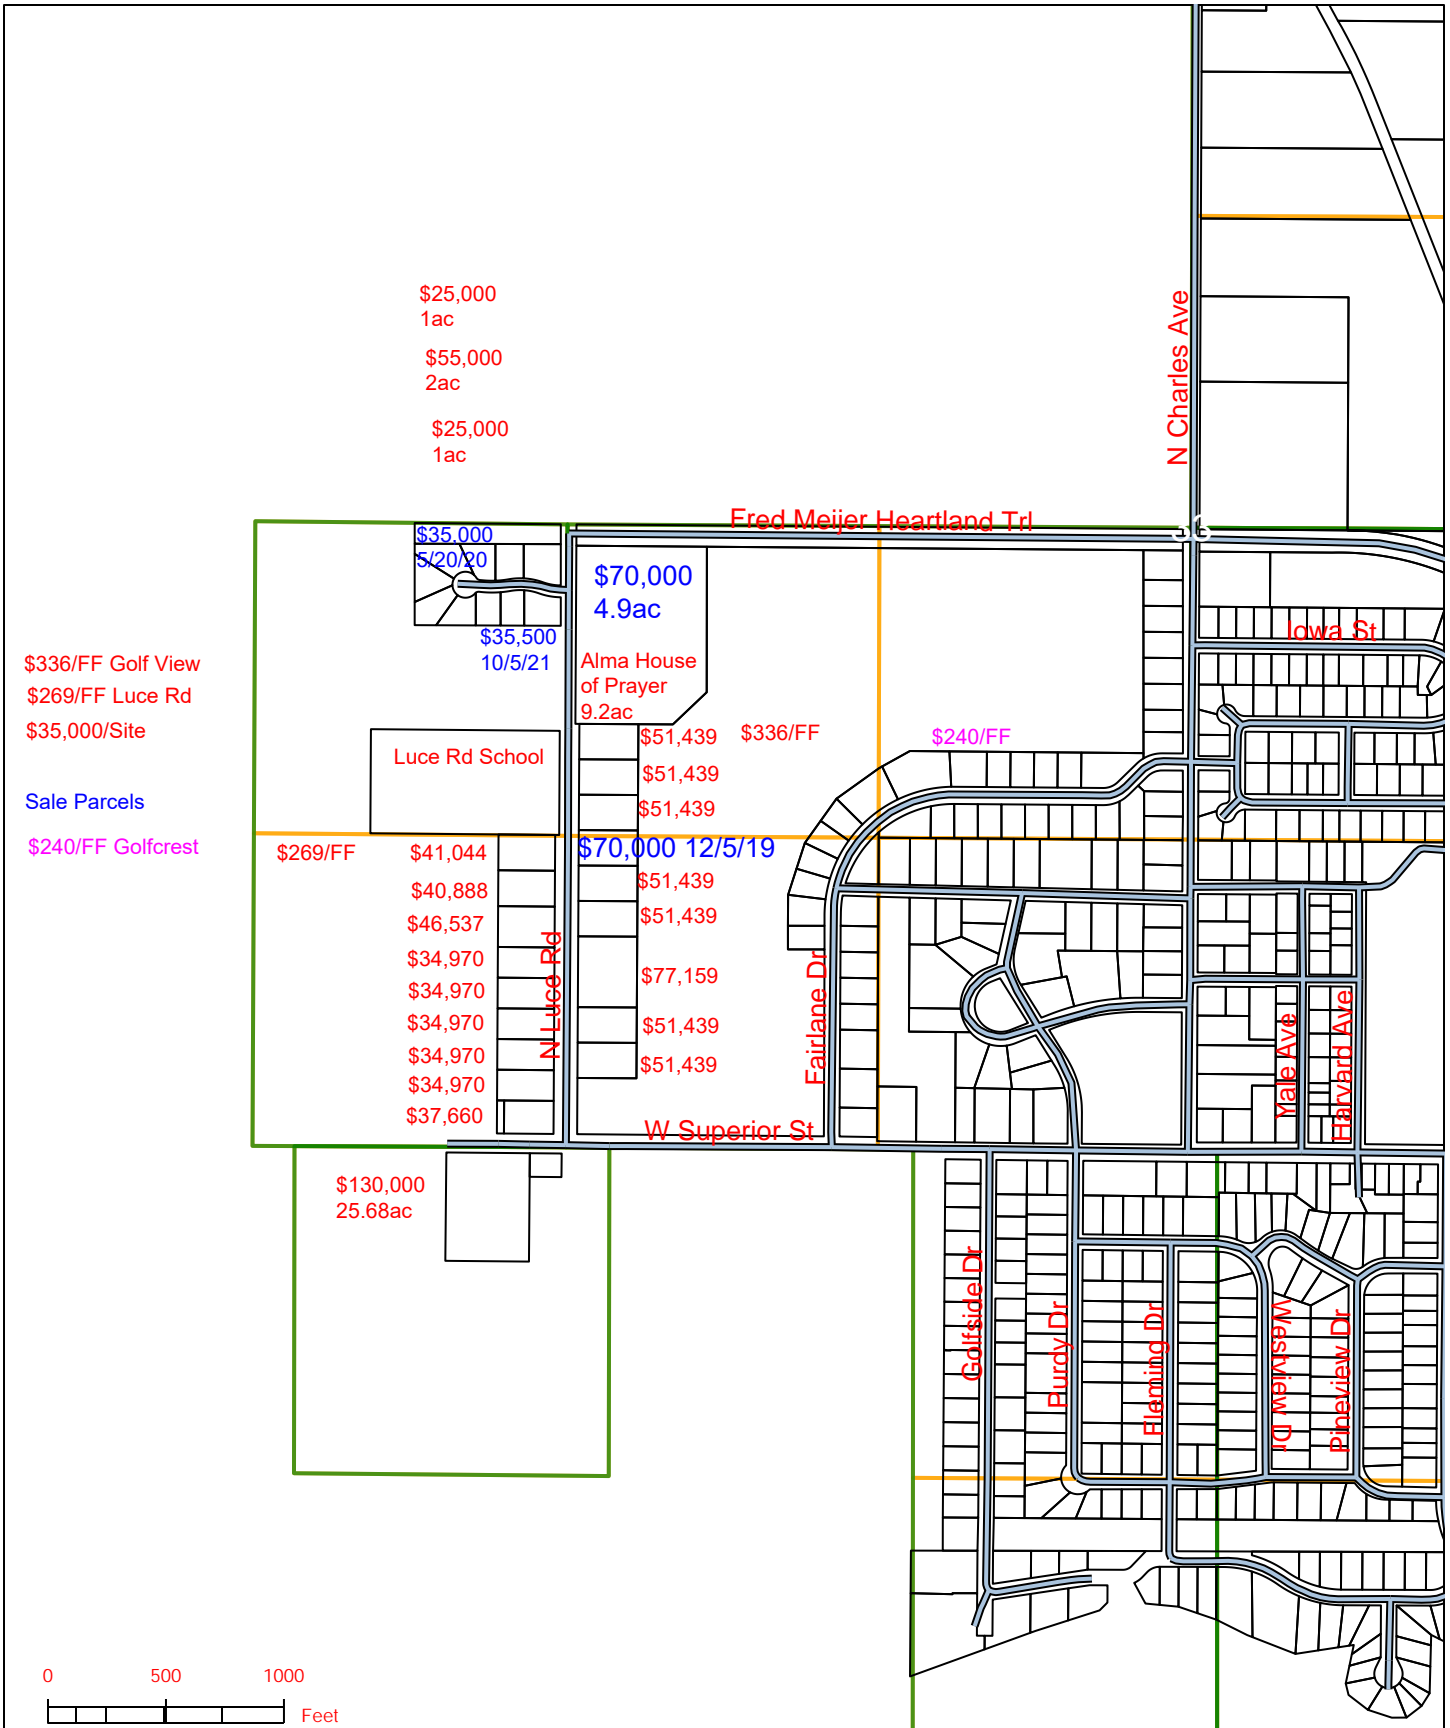 $25,000
1ac
$55,000
2ac
$25,000
1ac
N Charles Ave
Fred Meijer Heartland Trl
$35,000
5/20/20
$70,000
4.9ac
$35,500
10/5/21
Iowa St
Alma House
of Prayer
9.2ac
$336/FF Golf View
$269/FF Luce Rd
$35,000/Site
Sale Parcels
$240/FF Golfcrest
Luce Rd School
$51,439
$336/FF
$240/FF
$51,439
$51,439
$269/FF
$41,044
$70,000 12/5/19
$40,888
$51,439
$46,537
$51,439
$34,970
$77,159
$34,970
$34,970
$51,439
$34,970
$51,439
$34,970
$37,660
N Luce Rd
Fairlane Dr
Yale Ave
Harvard Ave
W Superior St
$130,000
25.68ac
Golfside Dr
Purdy Dr
Fleming Dr
Westview Dr
Pineview Dr
0 500 1000
Feet